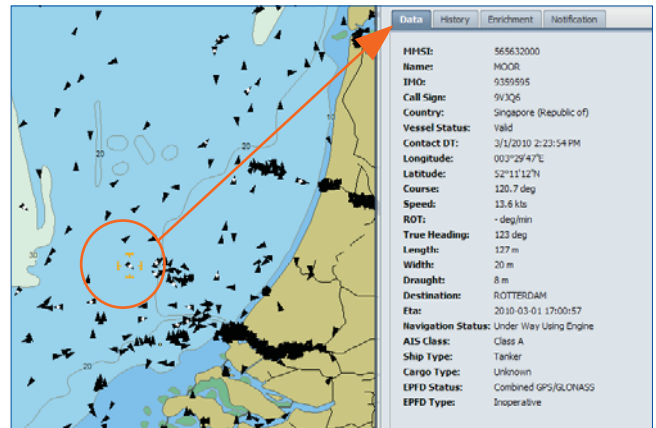 Data History Enrichment Notification
MMSI: 565632000
Name: MOOR
IMO: 9359595
Call Sign: 9VJQ6
Country: Singapore (Republic of)
Vessel Status: Valid
Contact DT: 3/1/2010 2:23:54 PM
Longitude: 003°29'47"E
Latitude: 52°11'12"N
Course: 120.7 deg
Speed: 13.6 kts
ROT: - deg/min
True Heading: 123 deg
Length: 127 m
Width: 20 m
Draught: 8 m
Destination: ROTTERDAM
Eta: 2010-03-01 17:00:57
Navigation Status: Under Way Using Engine
AIS Class: Class A
Ship Type: Tanker
Cargo Type: Unknown
EPFD Status: Combined GPS/GLONASS
EPFD Type: Inoperative
10
20
20
30
20